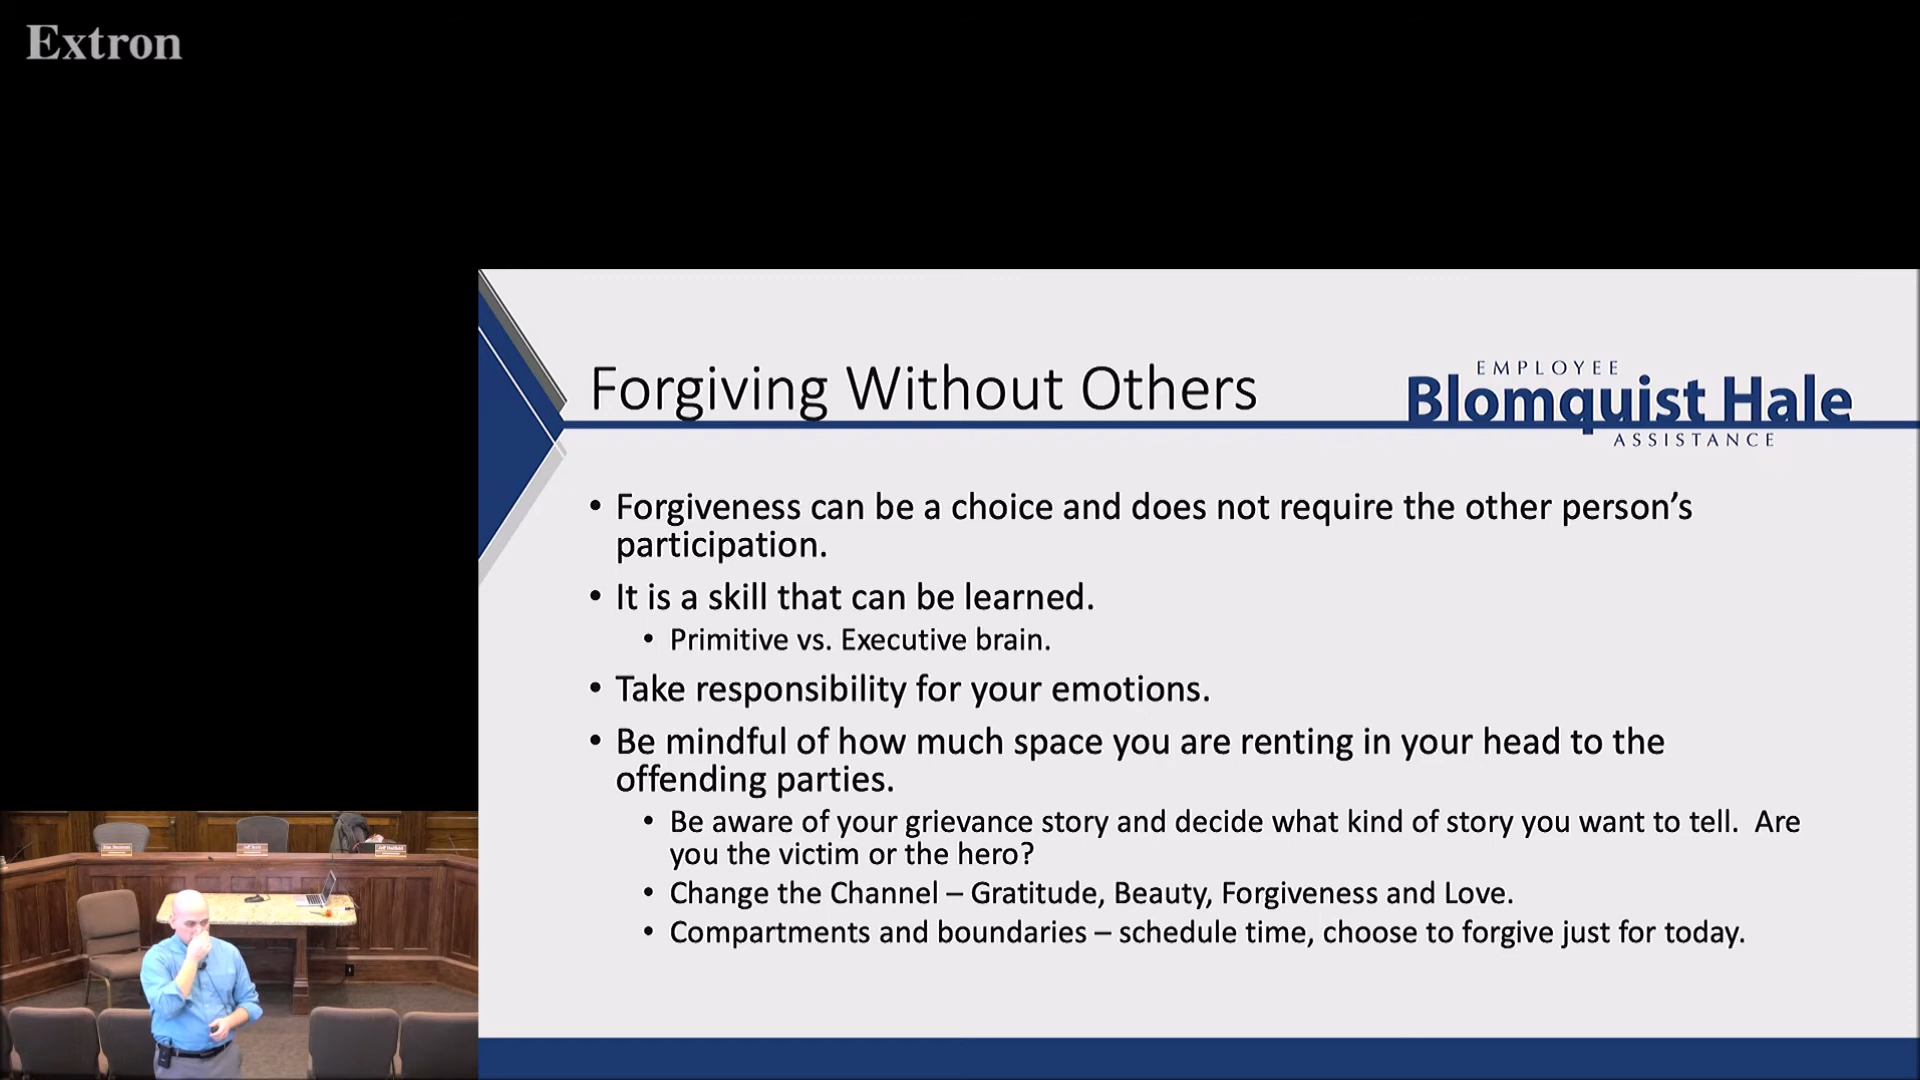 Extron
Forgiving Without Others
EMPLOYEE
Blomquist Hale
ASSISTANCE
• Forgiveness can be a choice and does not require the other person’s
participation.
• It is a skill that can be learned.
• Primitive vs. Executive brain.
• Take responsibility for your emotions.
• Be mindful of how much space you are renting in your head to the
offending parties.
• Be aware of your grievance story and decide what kind of story you want to tell.  Are
you the victim or the hero?
• Change the Channel – Gratitude, Beauty, Forgiveness and Love.
• Compartments and boundaries – schedule time, choose to forgive just for today.